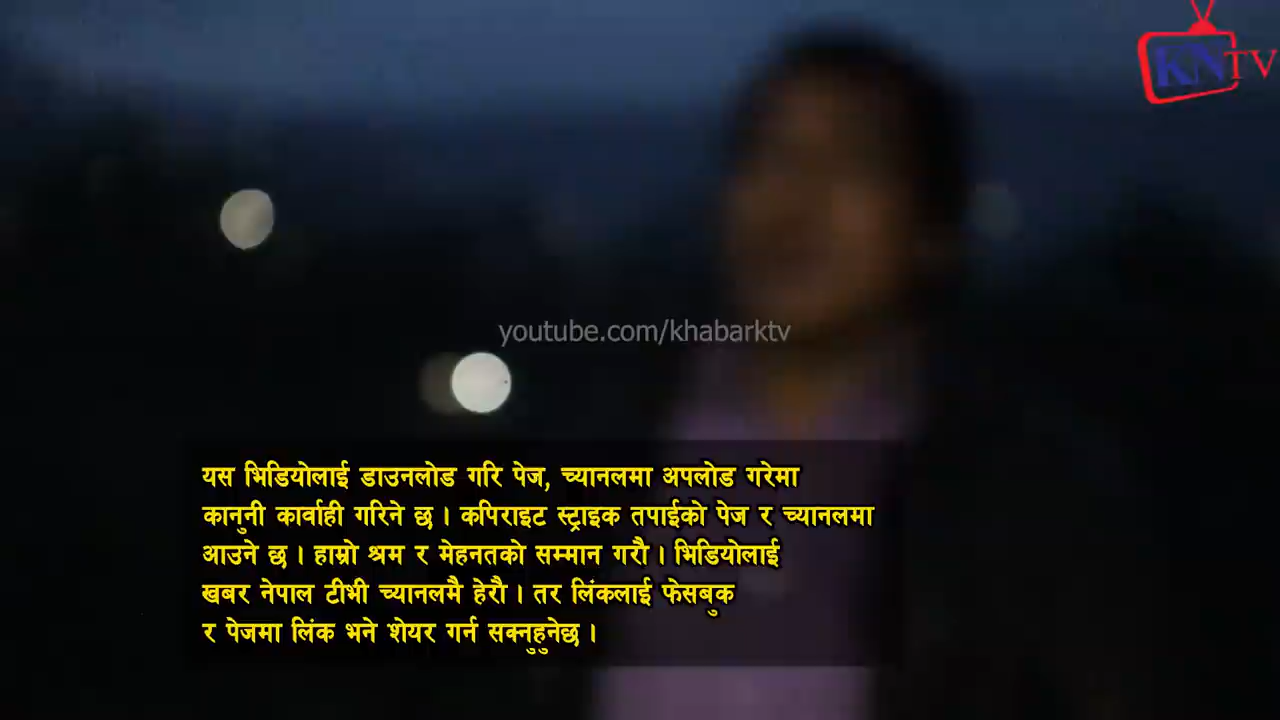 KNTV
youtube.com/khabarktv
यस भिडियोलाई डाउनलोड गरि पेज, च्यानलमा अपलोड गरेमा
कानुनी कार्वाही गरिने छ । कपिराइट स्ट्राइक तपाईको पेज र च्यानलमा
आउने छ । हाम्रो श्रम र मेहनतको सम्मान गरौ । भिडियोलाई
खबर नेपाल टीभी च्यानलमै हेरौ । तर लिंकलाई फेसबुक
र पेजमा लिंक भने शेयर गर्न सक्नुहुनेछ ।